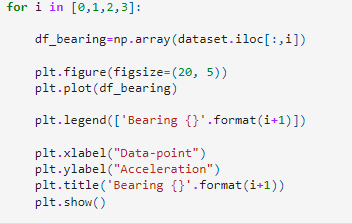 for i in [0,1,2,3]:
df_bearing=np.array(dataset.iloc[:,i])
plt.figure(figsize=(20, 5))
plt.plot(df_bearing)
plt.legend(['Bearing {}'.format(i+1)])
plt.xlabel("Data-point")
plt.ylabel("Acceleration")
plt.title('Bearing {}'.format(i+1))
plt.show()